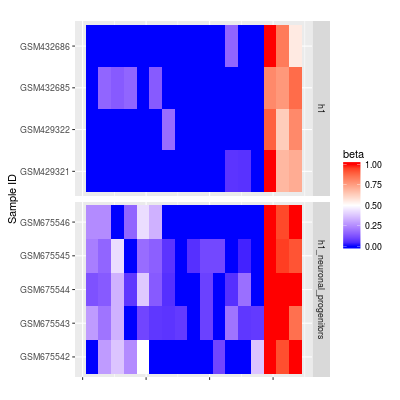 GSM432686
GSM432685
GSM429322
GSM429321
h1
GSM675546
GSM675545
GSM675544
GSM675543
GSM675542
h1_neuronal_progenitors
Sample ID
beta
1.00
0.75
0.50
0.25
0.00